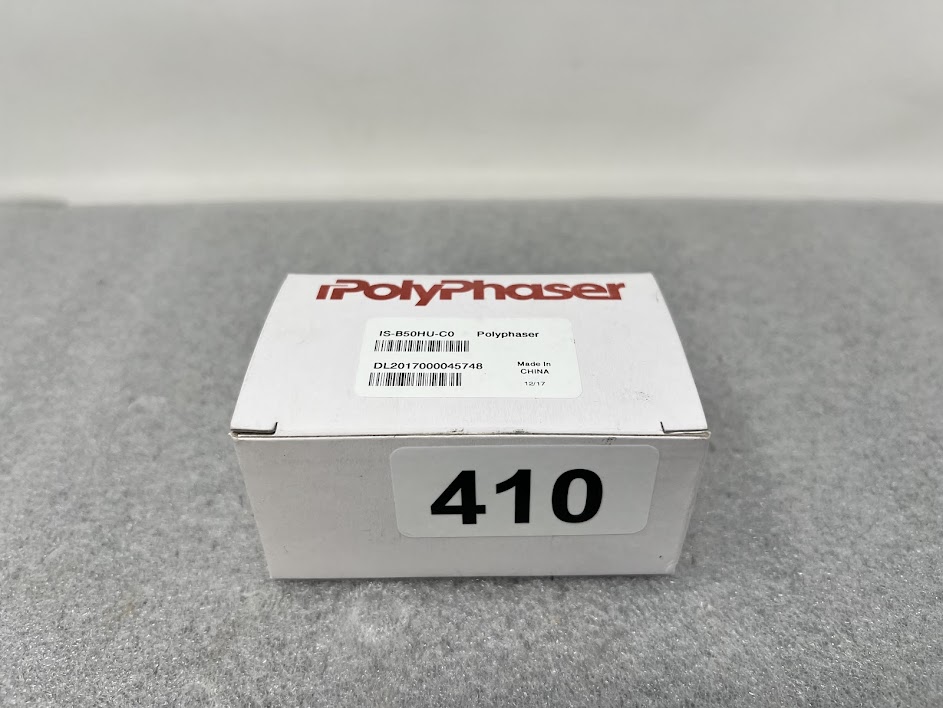 PolyPhaser
IS-B50HU-C0 Polyphaser
DL2017000045748 Made In
CHINA
12/17
410